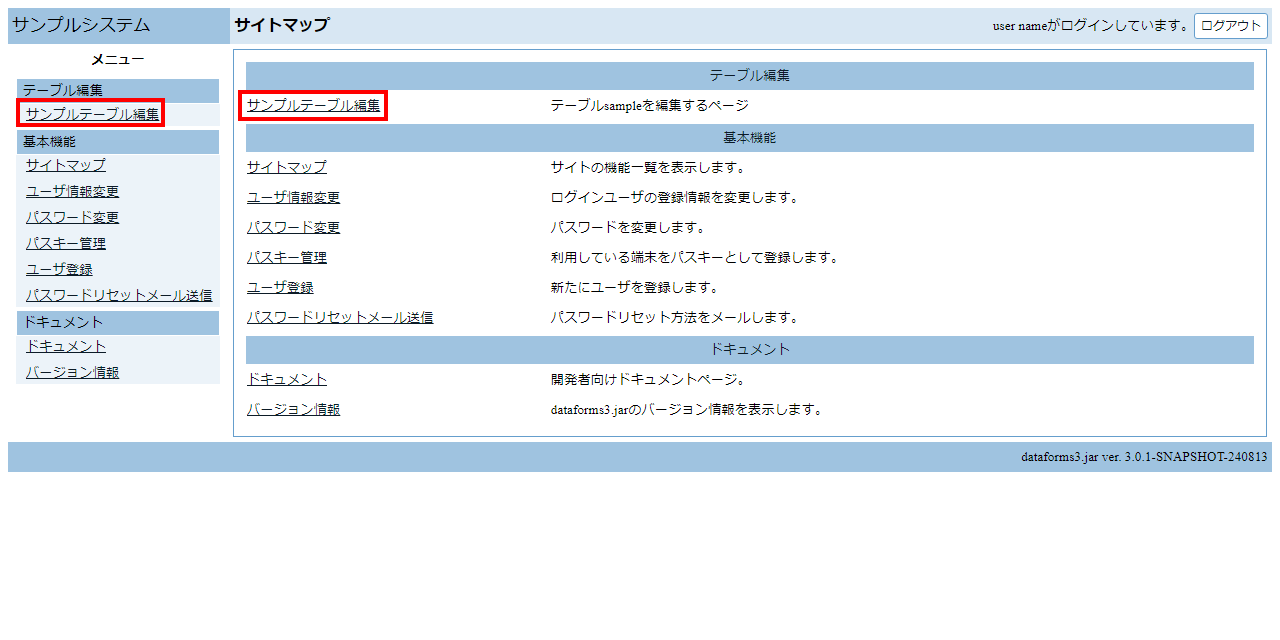 サンプルシステム
サイトマップ
user nameがログインしています。 ログアウト
メニュー
テーブル編集
サンプルテーブル編集
基本機能
サイトマップ
ユーザ情報変更
パスワード変更
パスキー管理
ユーザ登録
パスワードリセットメール送信
ドキュメント
ドキュメント
バージョン情報
テーブル編集
サンプルテーブル編集 テーブルsampleを編集するページ
基本機能
サイトマップ サイトの機能一覧を表示します。
ユーザ情報変更 ログインユーザの登録情報を変更します。
パスワード変更 パスワードを変更します。
パスキー管理 利用している端末をパスキーとして登録します。
ユーザ登録 新たにユーザを登録します。
パスワードリセットメール送信 パスワードリセット方法をメールします。
ドキュメント
ドキュメント 開発者向けドキュメントページ。
バージョン情報 dataforms3.jarのバージョン情報を表示します。
dataforms3.jar ver. 3.0.1-SNAPSHOT-240813